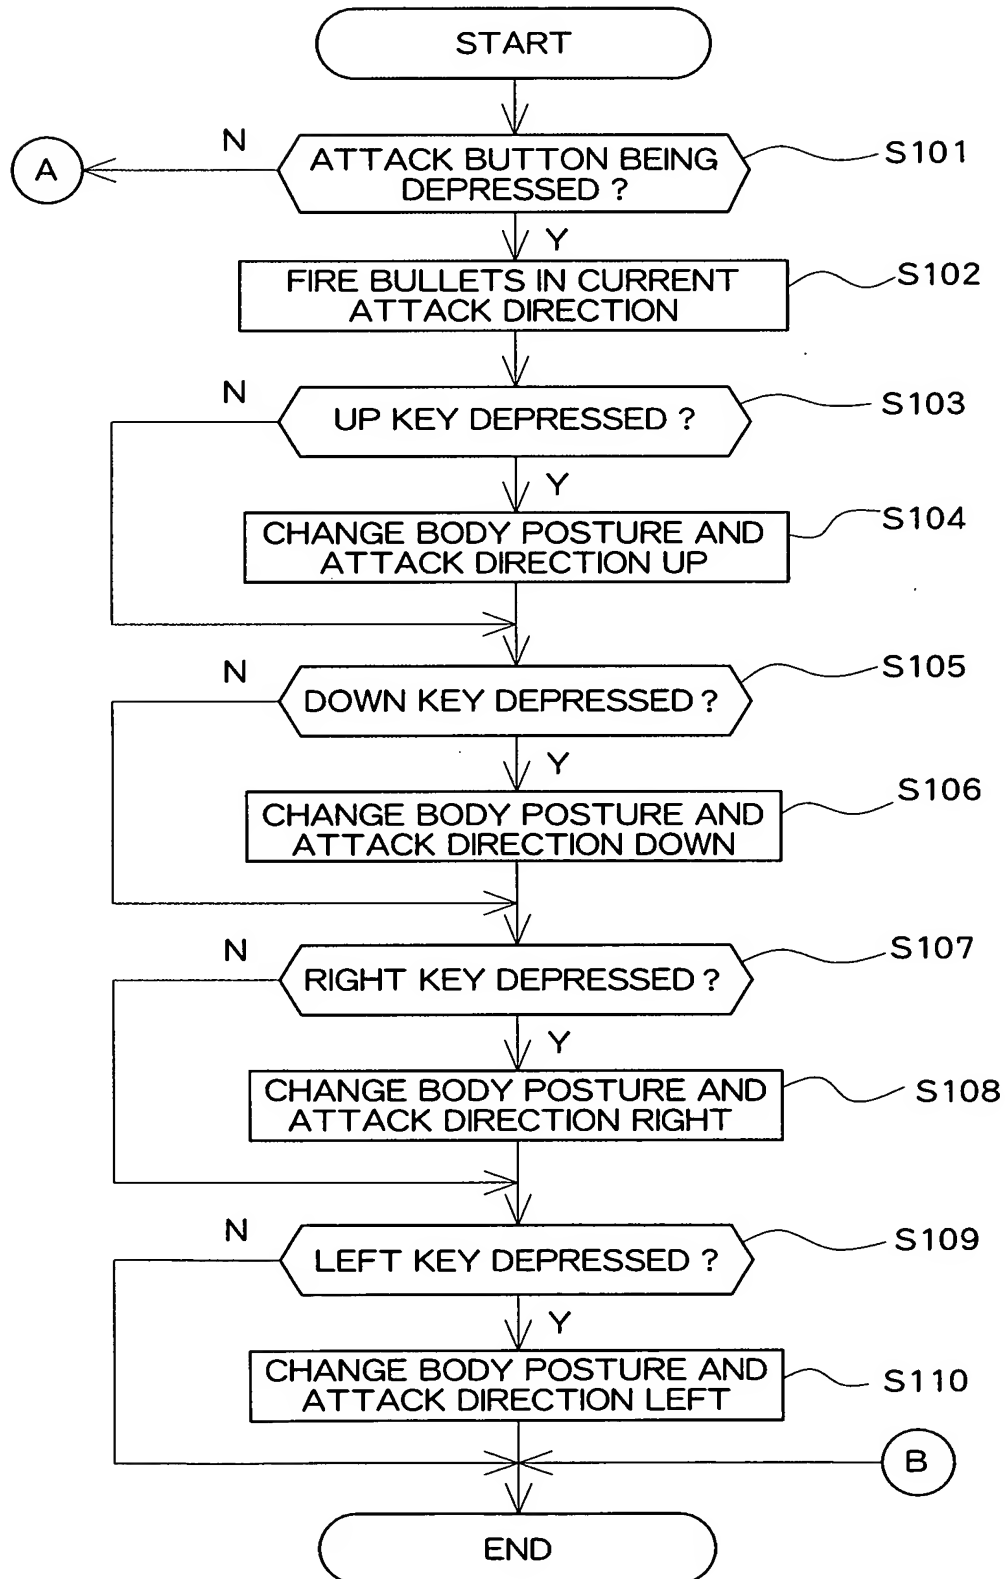 START
N
A
ATTACK BUTTON BEING
DEPRESSED ?
S101
Y
FIRE BULLETS IN CURRENT
ATTACK DIRECTION
S102
N
UP KEY DEPRESSED ?
S103
Y
CHANGE BODY POSTURE AND
ATTACK DIRECTION UP
S104
N
DOWN KEY DEPRESSED ?
S105
Y
CHANGE BODY POSTURE AND
ATTACK DIRECTION DOWN
S106
N
RIGHT KEY DEPRESSED ?
S107
Y
CHANGE BODY POSTURE AND
ATTACK DIRECTION RIGHT
S108
N
LEFT KEY DEPRESSED ?
S109
Y
CHANGE BODY POSTURE AND
ATTACK DIRECTION LEFT
S110
B
END